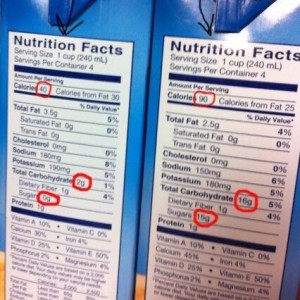 Nutrition Facts
Serving Size 1 cup (240 mL)
Servings Per Container 4
Amount Per Serving
Calories 40 Calories from Fat 30
% Daily Value*
Total Fat 3.5g 5%
Saturated Fat 0g 0%
Trans Fat 0g
Cholesterol 0mg 0%
Sodium 180mg 8%
Potassium 190mg 5%
Total Carbohydrate 2g 1%
Dietary Fiber 1g 4%
Sugars
Protein 1g
Vitamin A 10% • Vitamin C 0%
Calcium 30% • Iron 4%
Vitamin D 25% • Vitamin E 50%
Phosphorus 2% • Magnesium 4%
Nutrition Facts
Serving Size 1 cup (240 mL)
Servings Per Container 4
Amount Per Serving
Calories 90 Calories from Fat 25
% Daily Value*
Total Fat 2.5g 4%
Saturated Fat 0g 0%
Trans Fat 0g
Cholesterol 0mg 0%
Sodium 150mg 6%
Potassium 180mg 5%
Total Carbohydrate 16g 5%
Dietary Fiber 1g 4%
Sugars 15g
Protein 1g
Vitamin A 10% • Vitamin C 0%
Calcium 45% • Iron 4%
Vitamin D 25% • Vitamin E 50%
Phosphorus 2% • Magnesium 4%